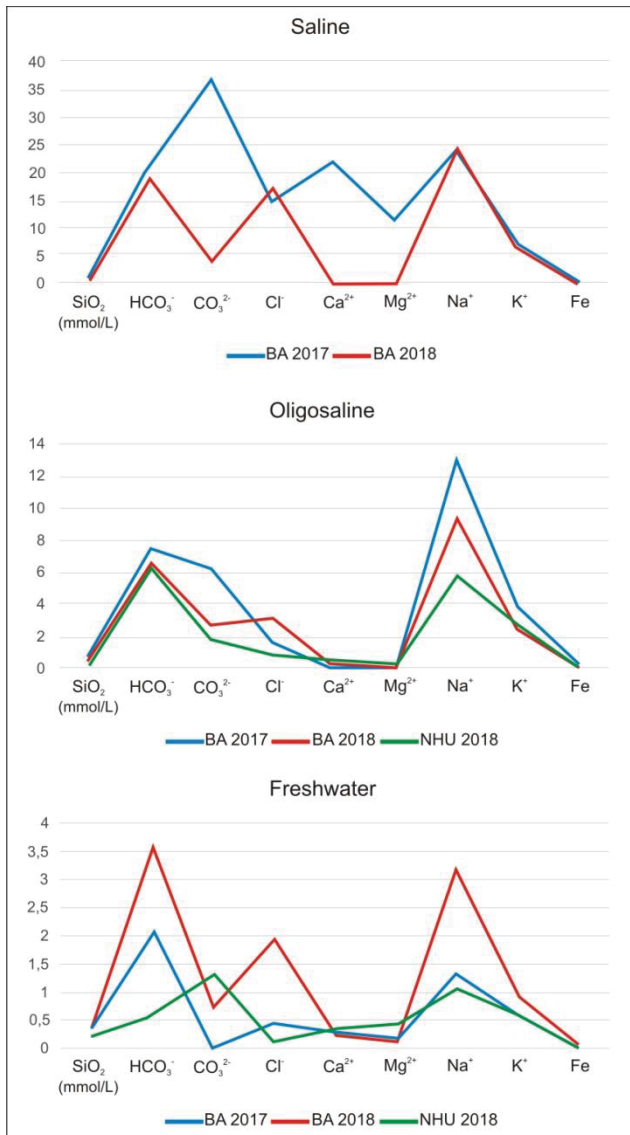 Saline
40
35
30
25
20
15
10
5
0
SiO₂ HCO₃⁻ CO₃²⁻ Cl⁻ Ca²⁺ Mg²⁺ Na⁺ K⁺ Fe
(mmol/L)
BA 2017 BA 2018
Oligosaline
14
12
10
8
6
4
2
0
SiO₂ HCO₃⁻ CO₃²⁻ Cl⁻ Ca²⁺ Mg²⁺ Na⁺ K⁺ Fe
(mmol/L)
BA 2017 BA 2018 NHU 2018
Freshwater
4
3,5
3
2,5
2
1,5
1
0,5
0
SiO₂ HCO₃⁻ CO₃²⁻ Cl⁻ Ca²⁺ Mg²⁺ Na⁺ K⁺ Fe
(mmol/L)
BA 2017 BA 2018 NHU 2018